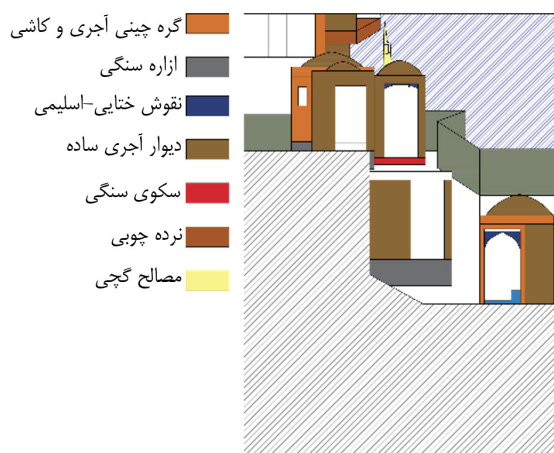 گره چینی آجری و کاشی
ازاره سنگی
نقوش ختایی-اسلیمی
دیوار آجری ساده
سکوی سنگی
نرده چوبی
مصالح گچی